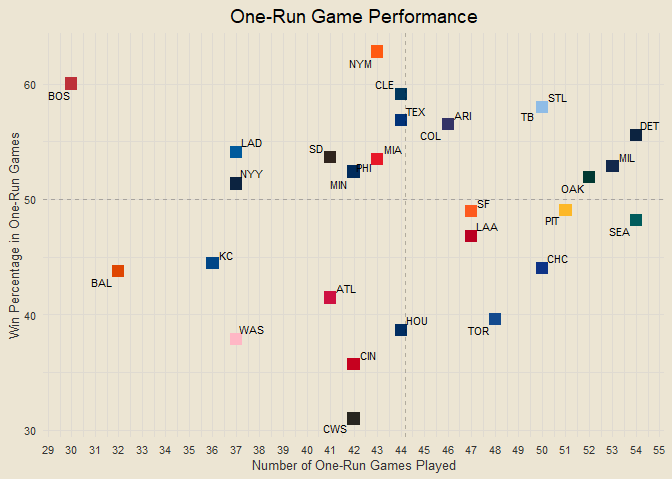 One-Run Game Performance
Win Percentage in One-Run Games
60
50
40
30
NYM
BOS
CLE
STL
TEX
ARI
TB
COL
DET
LAD
SD
MIA
MIL
NYY
PHI
MIN
OAK
SF
PIT
LAA
SEA
KC
CHC
BAL
ATL
HOU
TOR
WAS
CIN
CWS
29 30 31 32 33 34 35 36 37 38 39 40 41 42 43 44 45 46 47 48 49 50 51 52 53 54 55
Number of One-Run Games Played